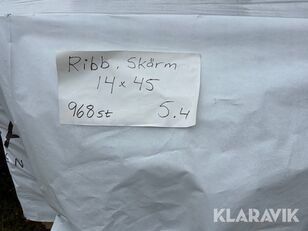 Ribb. Skärm
14 x 45
968st 5.4
KLARAVIK